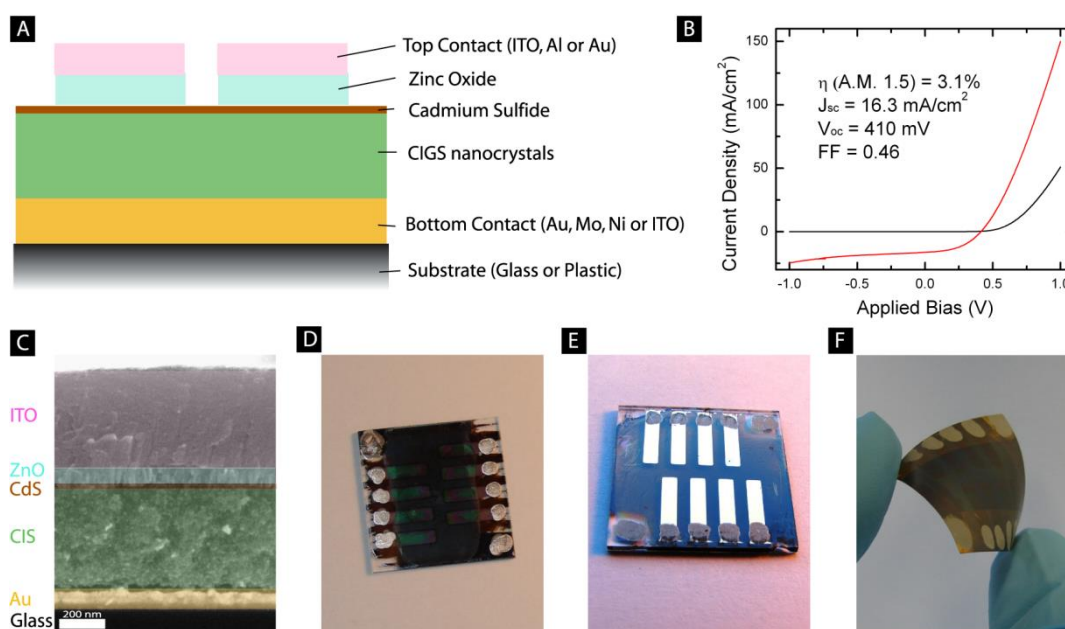 A
Top Contact (ITO, Al or Au)
Zinc Oxide
Cadmium Sulfide
CIGS nanocrystals
Bottom Contact (Au, Mo, Ni or ITO)
Substrate (Glass or Plastic)
B
Current Density (mA/cm²)
150
100
50
0
η (A.M. 1.5) = 3.1%
Jsc = 16.3 mA/cm²
Voc = 410 mV
FF = 0.46
-1.0 -0.5 0.0 0.5 1.0
Applied Bias (V)
C
ITO
ZnO
CdS
CIS
Au
Glass
200 nm
D
E
F